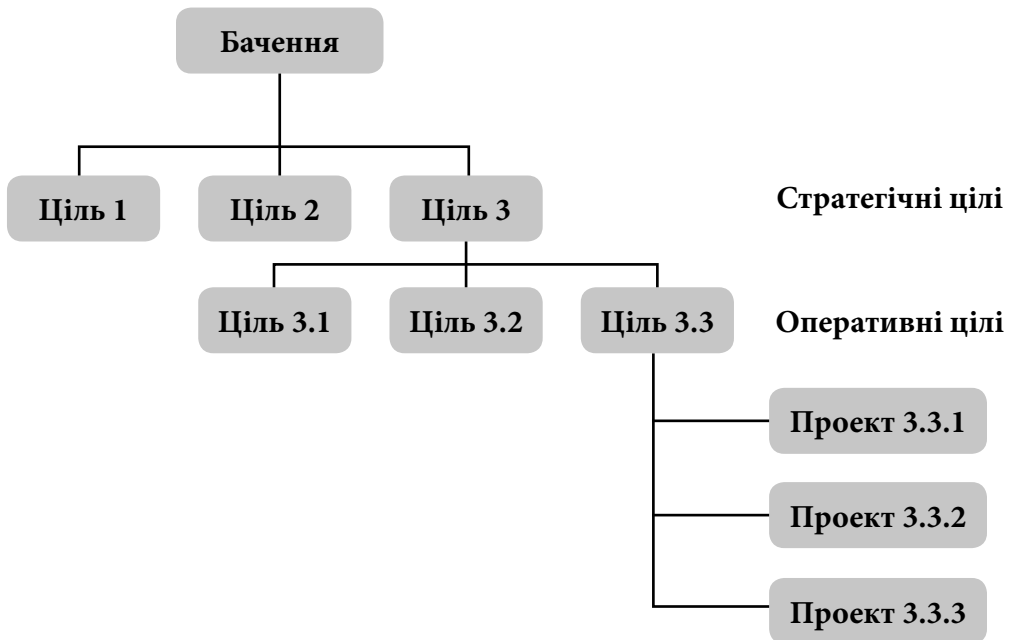 Бачення
Ціль 1
Ціль 2
Ціль 3
Стратегічні цілі
Ціль 3.1
Ціль 3.2
Ціль 3.3
Оперативні цілі
Проект 3.3.1
Проект 3.3.2
Проект 3.3.3